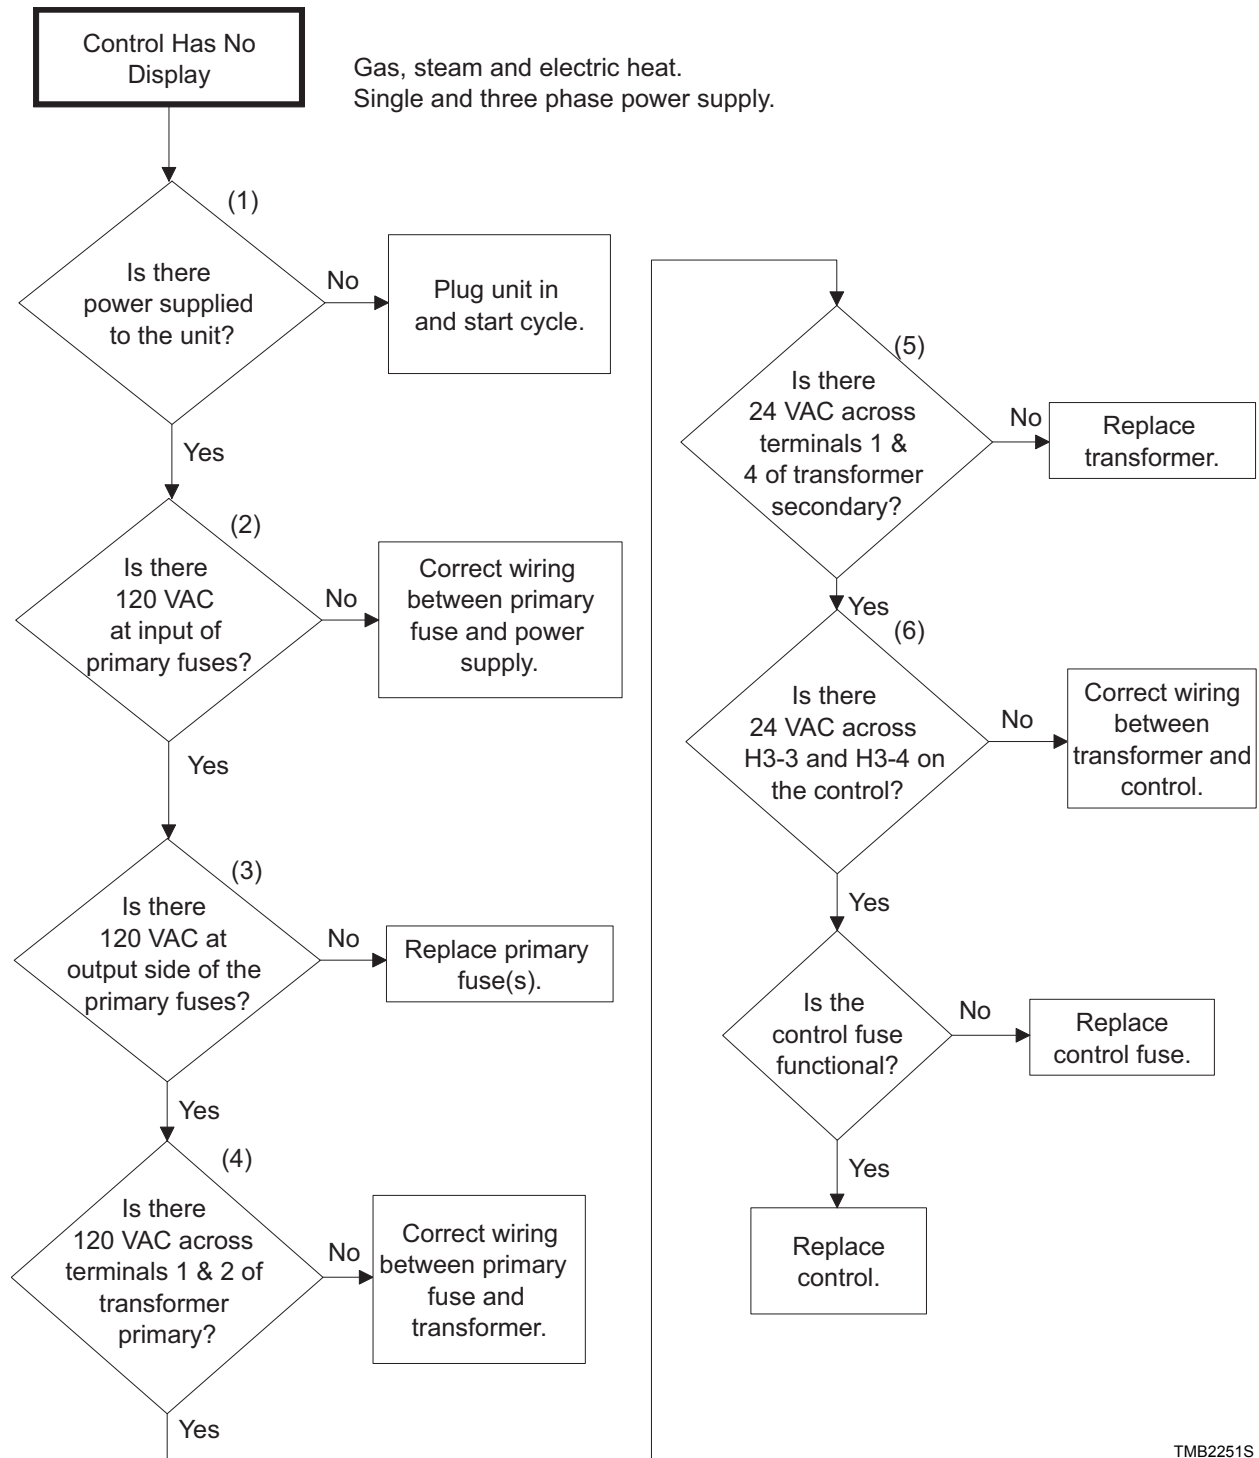 Control Has No
Display
Gas, steam and electric heat.
Single and three phase power supply.
(1)
Is there
power supplied
to the unit?
No
Plug unit in
and start cycle.
Yes
(2)
Is there
120 VAC
at input of
primary fuses?
No
Correct wiring
between primary
fuse and power
supply.
Yes
(3)
Is there
120 VAC at
output side of the
primary fuses?
No
Replace primary
fuse(s).
Yes
(4)
Is there
120 VAC across
terminals 1 & 2 of
transformer
primary?
No
Correct wiring
between primary
fuse and
transformer.
Yes
(5)
Is there
24 VAC across
terminals 1 &
4 of transformer
secondary?
No
Replace
transformer.
Yes
(6)
Is there
24 VAC across
H3-3 and H3-4 on
the control?
No
Correct wiring
between
transformer and
control.
Yes
Is the
control fuse
functional?
No
Replace
control fuse.
Yes
Replace
control.
TMB2251S